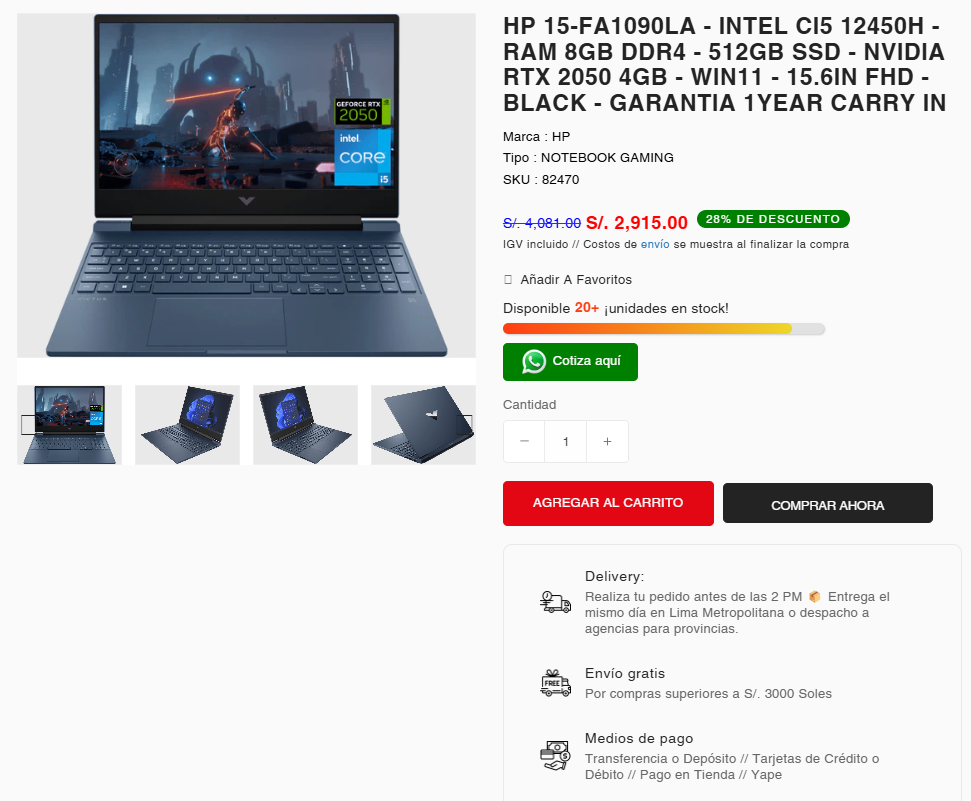 HP 15-FA1090LA - INTEL CI5 12450H -
RAM 8GB DDR4 - 512GB SSD - NVIDIA
RTX 2050 4GB - WIN11 - 15.6IN FHD -
BLACK - GARANTIA 1YEAR CARRY IN
Marca : HP
Tipo : NOTEBOOK GAMING
SKU : 82470
S/. 4,081.00 S/. 2,915.00 28% DE DESCUENTO
IGV incluido // Costos de envío se muestra al finalizar la compra
Añadir A Favoritos
Disponible 20+ ¡unidades en stock!
Cotiza aquí
Cantidad
− 1 +
AGREGAR AL CARRITO
COMPRAR AHORA
Delivery:
Realiza tu pedido antes de las 2 PM 📦 Entrega el
mismo día en Lima Metropolitana o despacho a
agencias para provincias.
FREE
Envío gratis
Por compras superiores a S/. 3000 Soles
Medios de pago
Transferencia o Depósito // Tarjetas de Crédito o
Débito // Pago en Tienda // Yape
GEFORCE RTX
2050
intel
CORE
i5
VICTUS